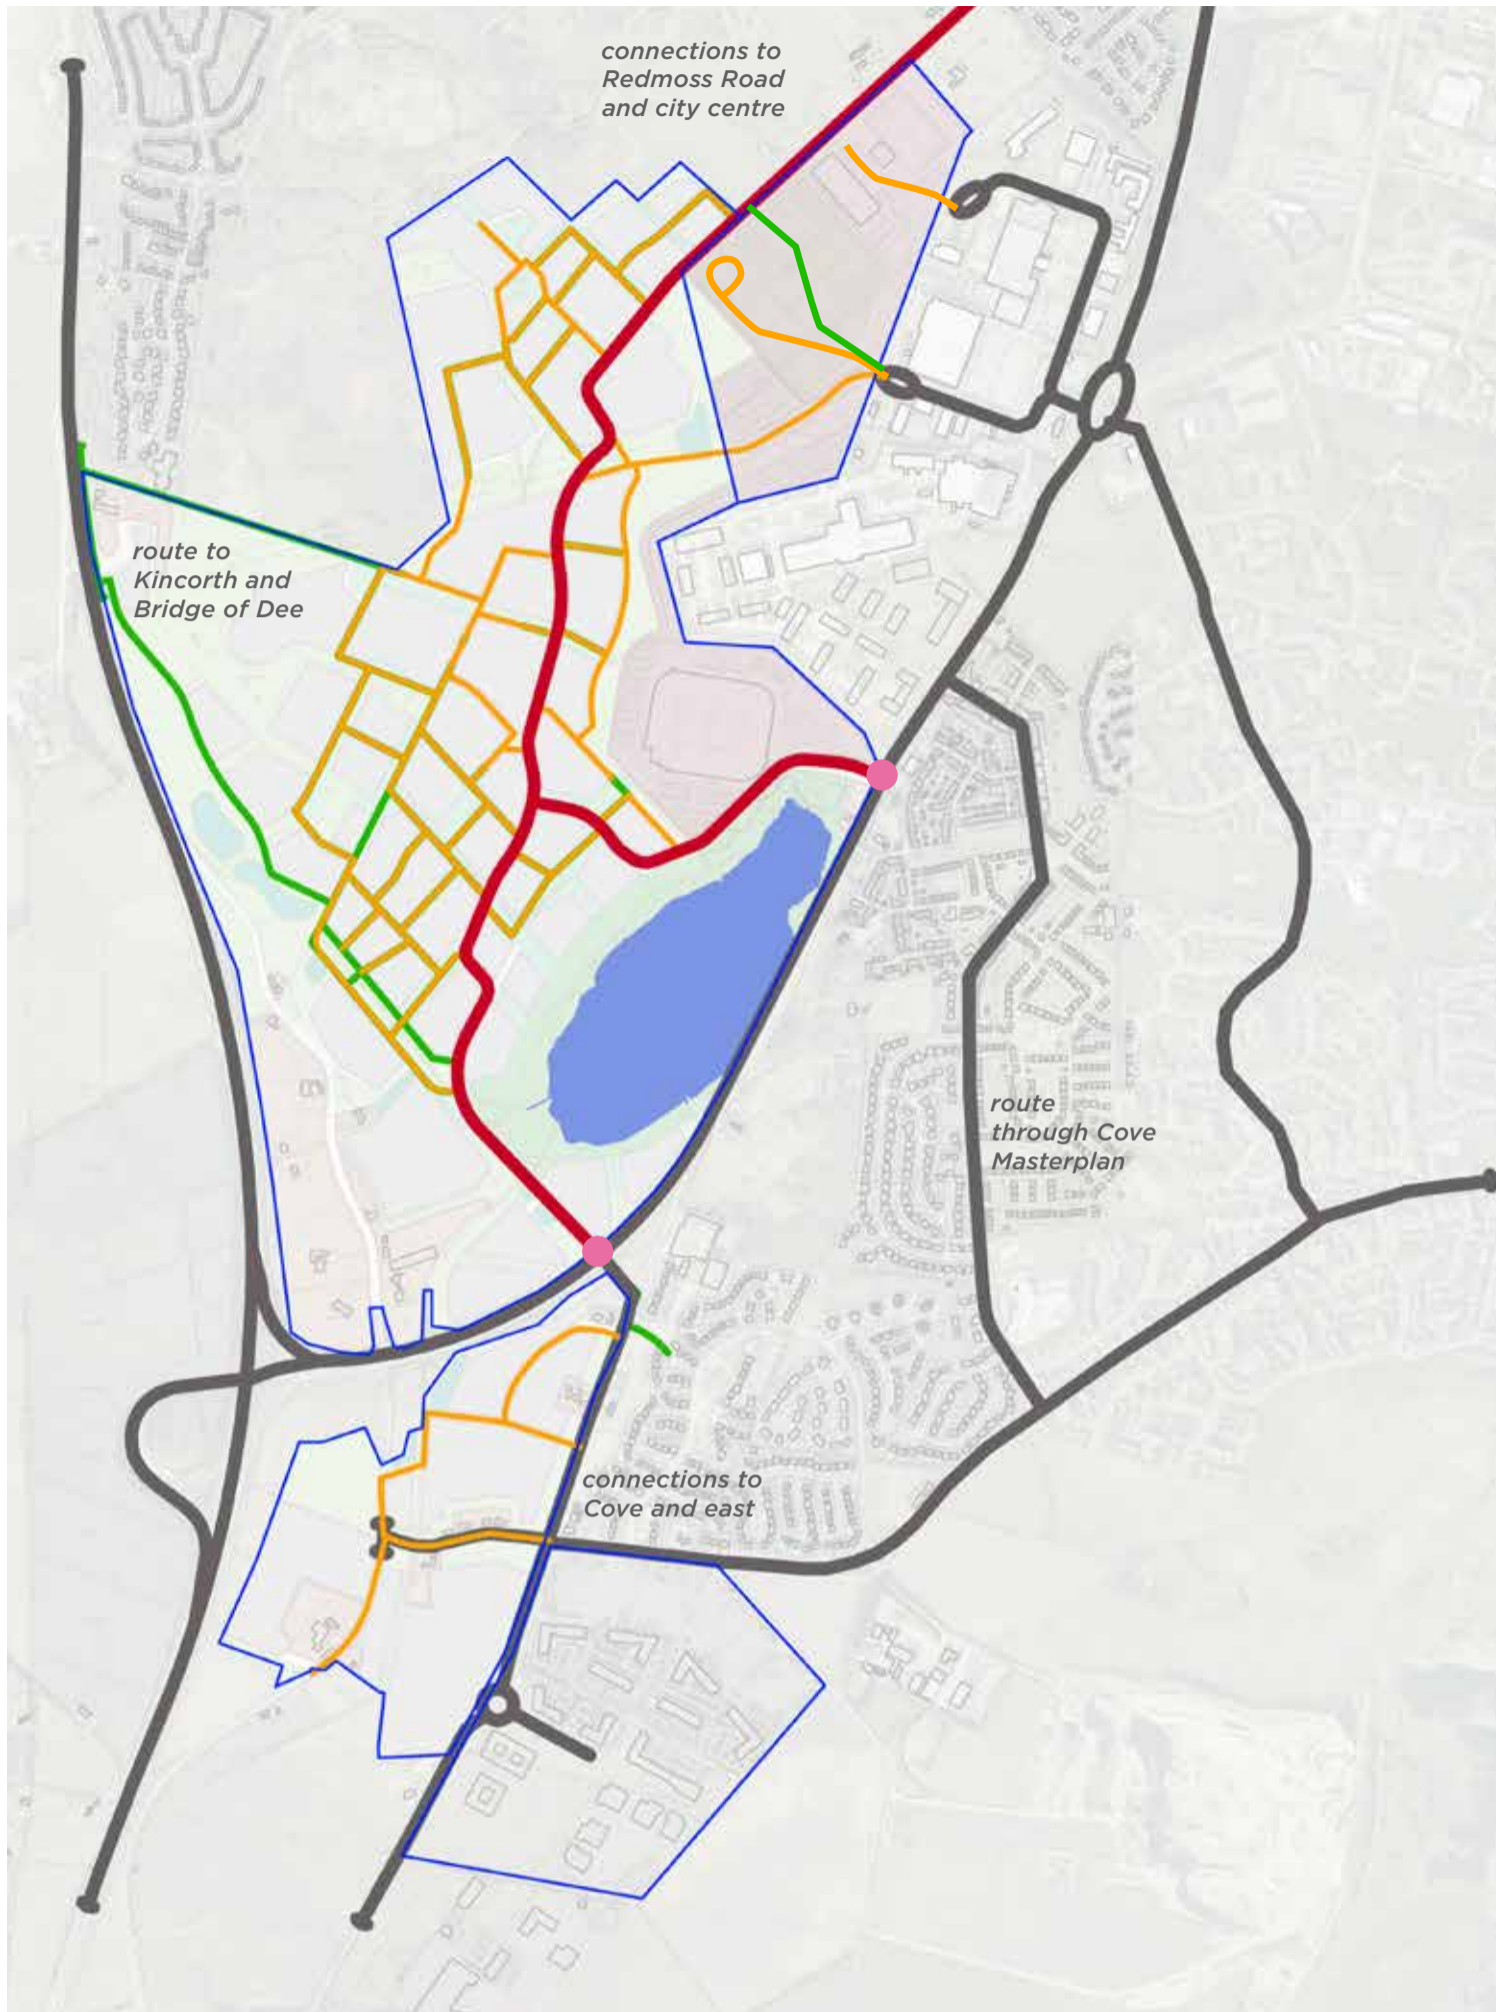 connections to
Redmoss Road
and city centre
route to
Kincorth and
Bridge of Dee
route
through Cove
Masterplan
connections to
Cove and east